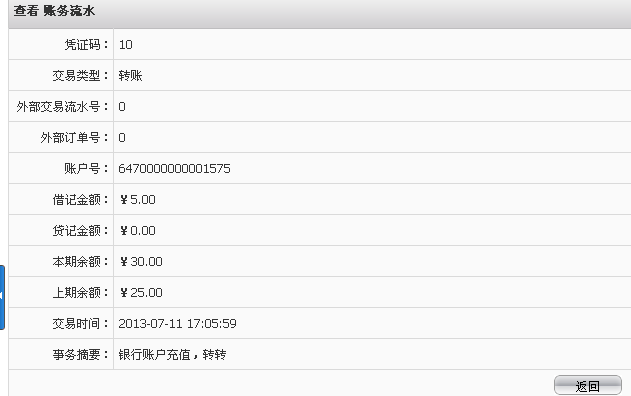 查看 账务流水
凭证码： 10
交易类型： 转账
外部交易流水号： 0
外部订单号： 0
账户号： 6470000000001575
借记金额： ￥5.00
贷记金额： ￥0.00
本期余额： ￥30.00
上期余额： ￥25.00
交易时间： 2013-07-11 17:05:59
事务摘要： 银行账户充值，转转
返回